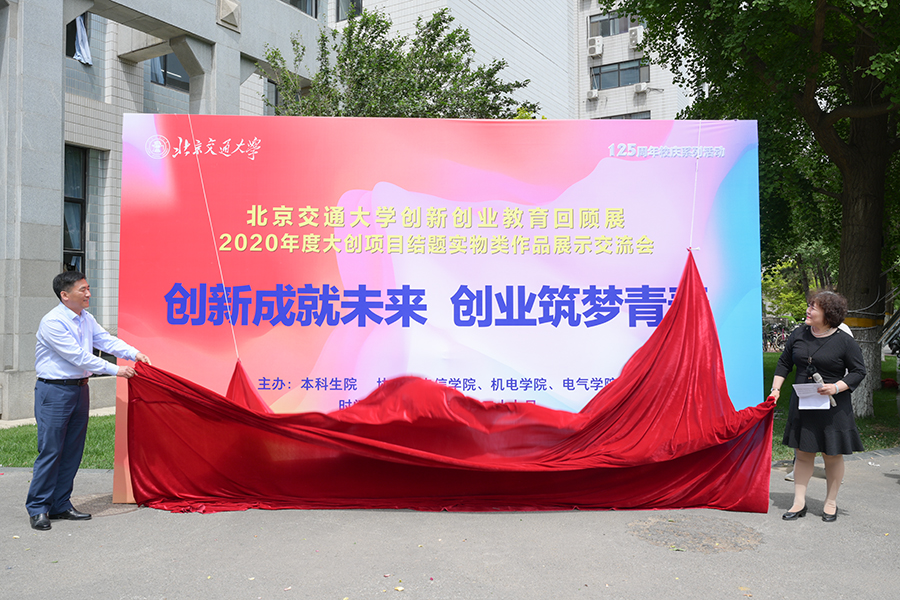 北京交通大学
125周年校庆系列活动
北京交通大学创新创业教育回顾展
2020年度大创项目结题实物类作品展示交流会
创新成就未来 创业筑梦青
主办：本科生院 信学院、机电学院、电气学院